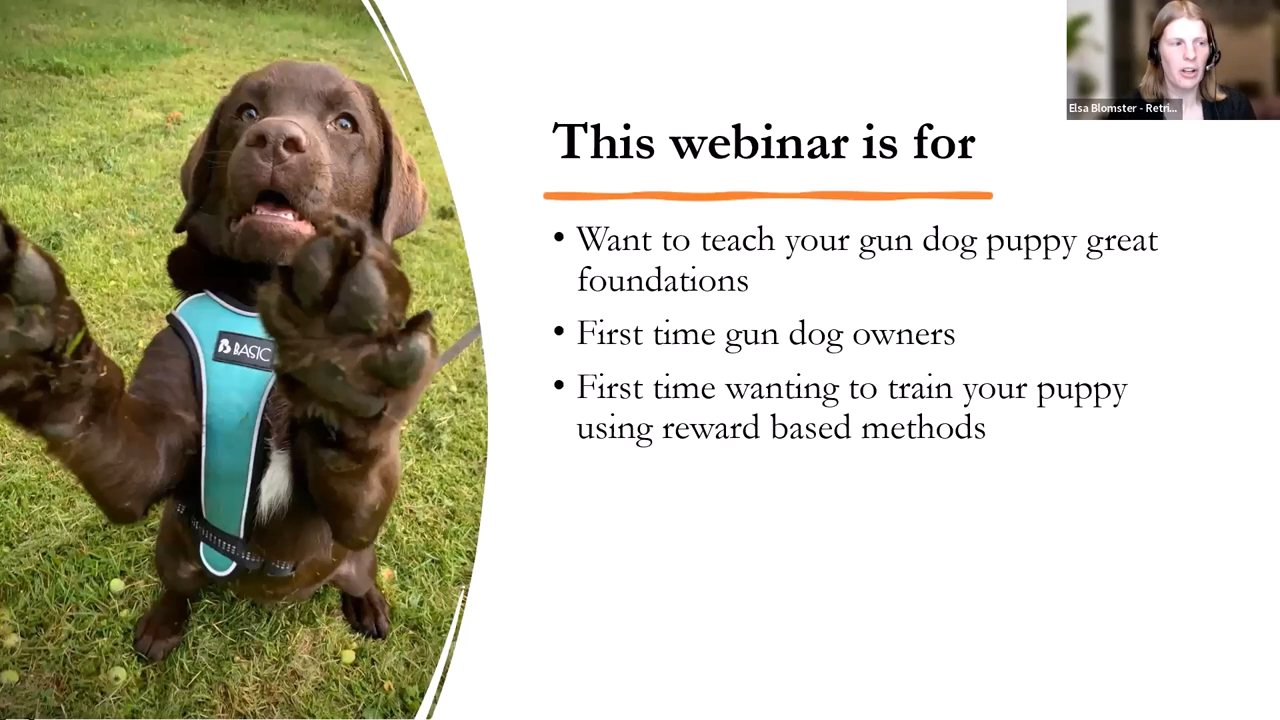 Elsa Blomster - Retri...
This webinar is for
• Want to teach your gun dog puppy great
foundations
• First time gun dog owners
• First time wanting to train your puppy
using reward based methods
BASIC